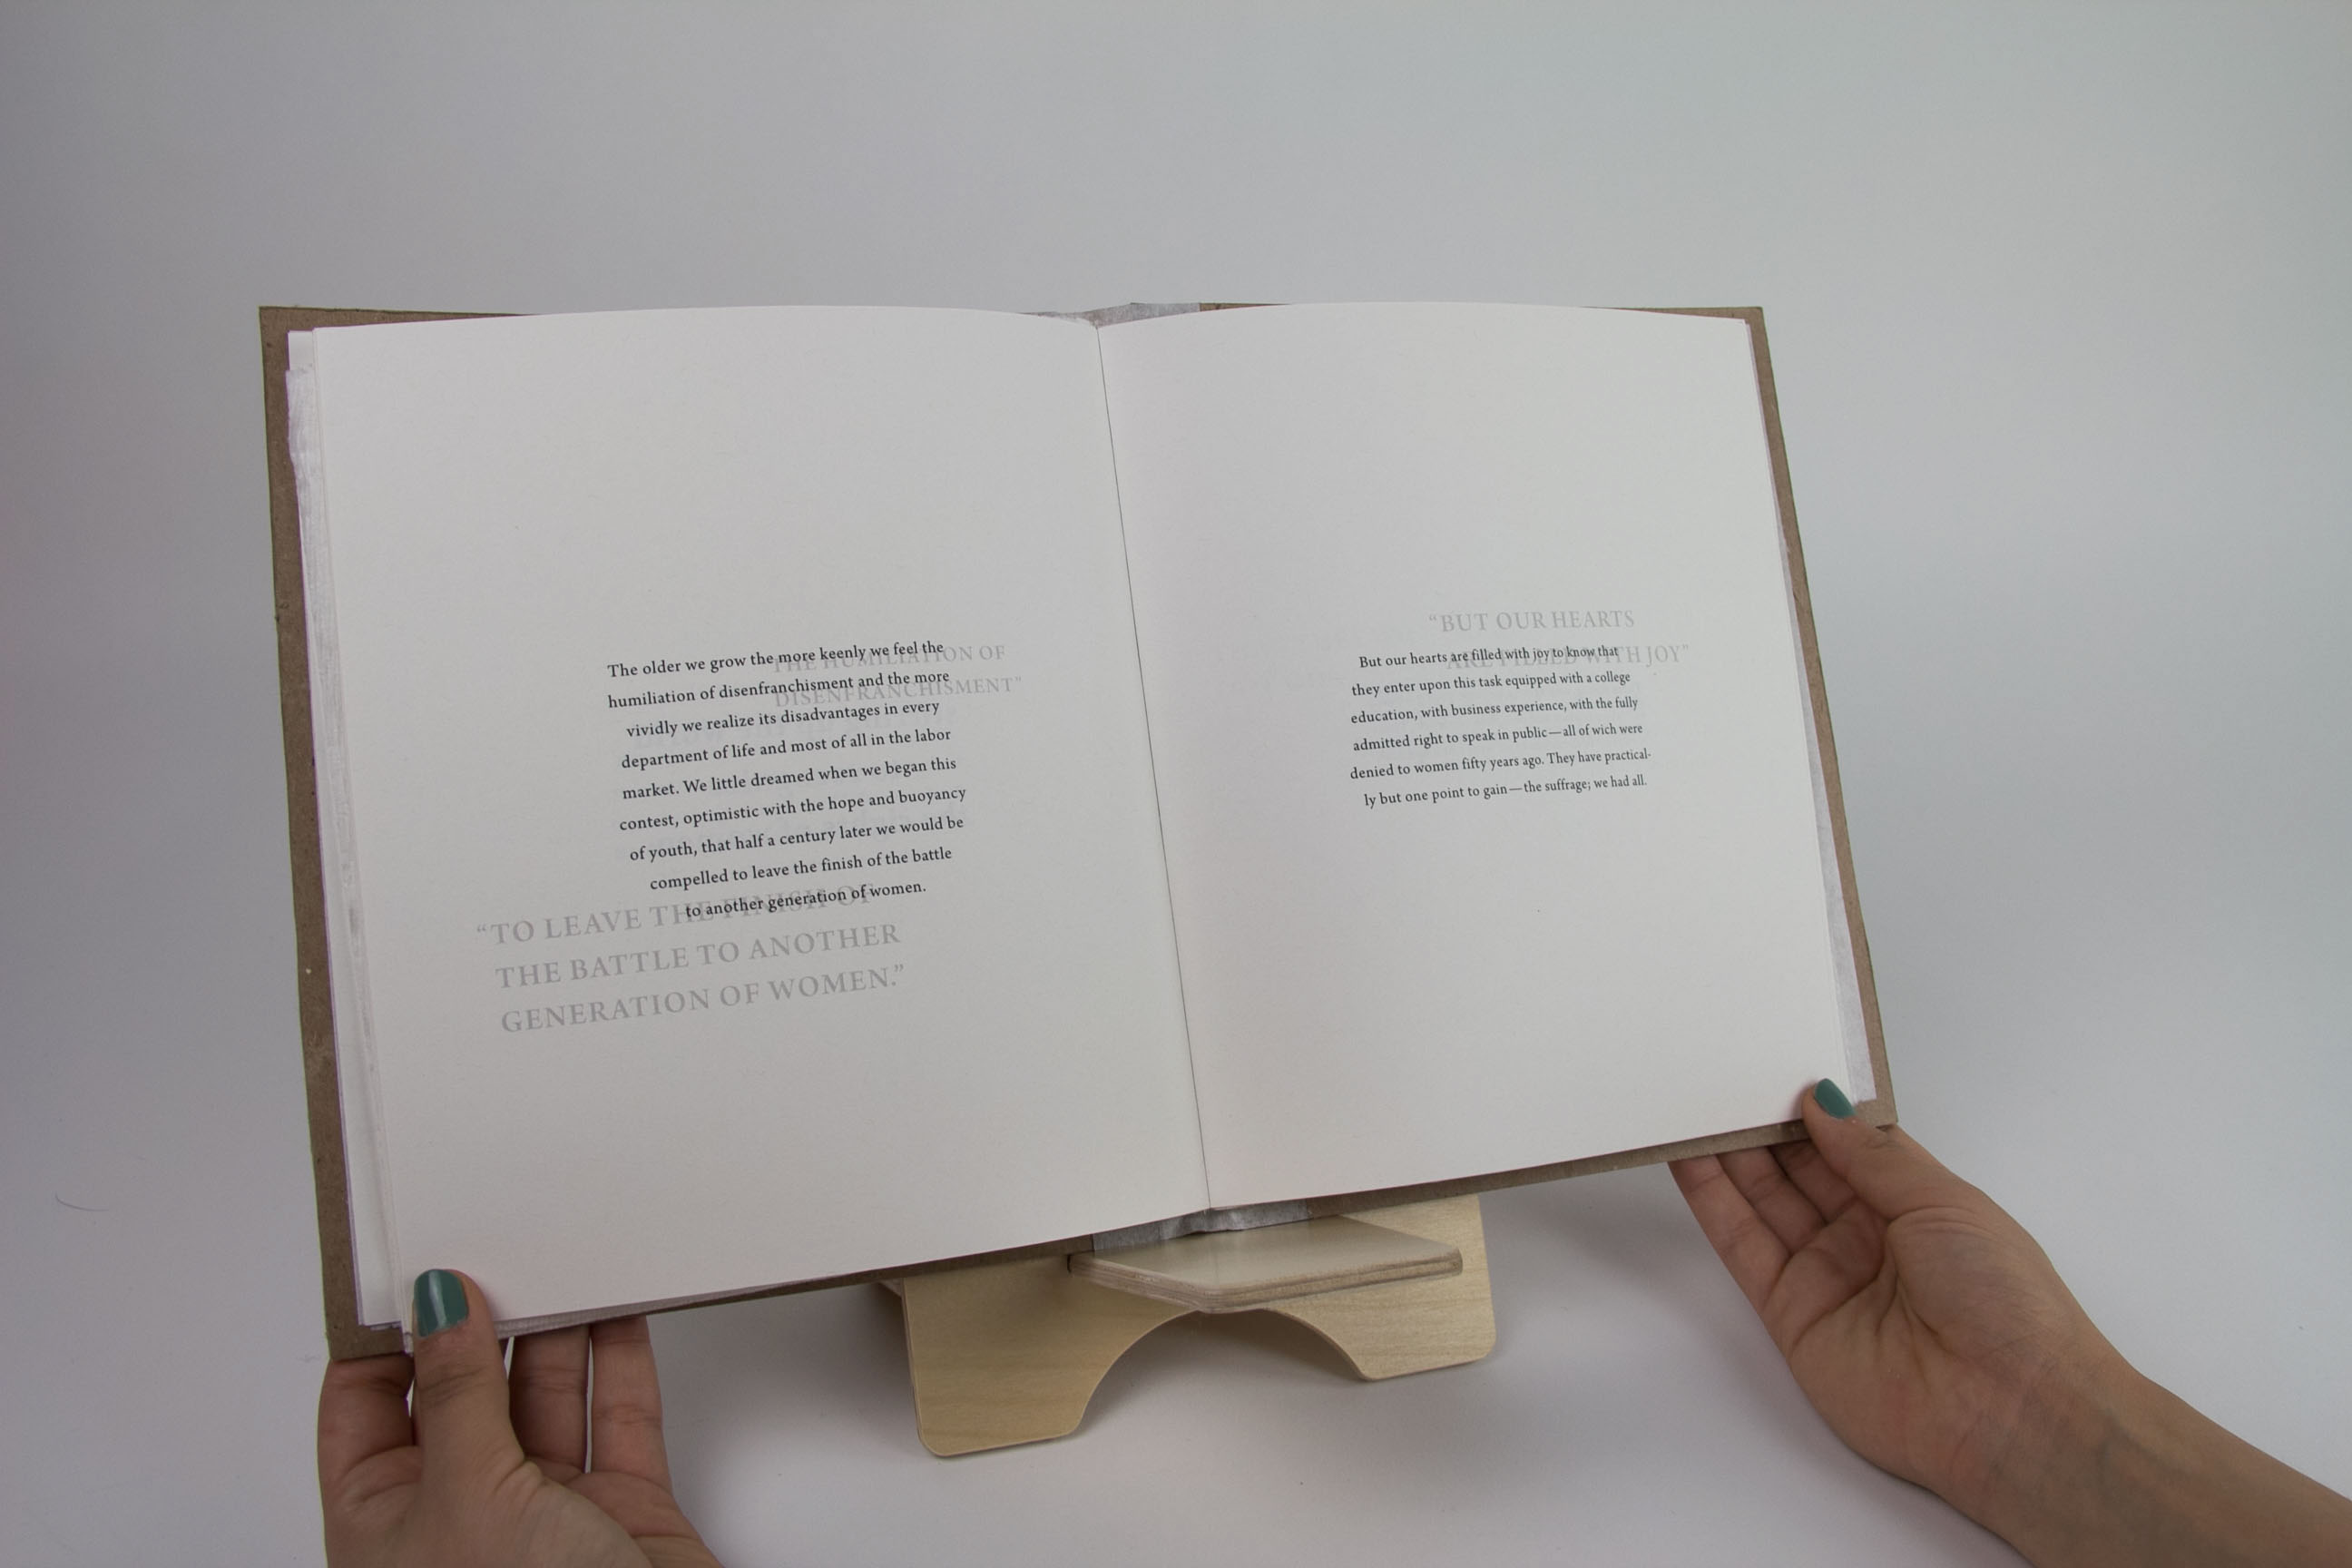 The older we grow the more keenly we feel the
humiliation of disenfranchisement and the more
vividly we realize its disadvantages in every
department of life and most of all in the labor
market. We little dreamed when we began this
contest, optimistic with the hope and buoyancy
of youth, that half a century later we would be
compelled to leave the finish of the battle
to another generation of women.
THE HUMILIATION OF
DISENFRANCHISEMENT”
“TO LEAVE THE FINISH OF
THE BATTLE TO ANOTHER
GENERATION OF WOMEN.”
“BUT OUR HEARTS
ARE FILLED WITH JOY”
But our hearts are filled with joy to know that
they enter upon this task equipped with a college
education, with business experience, with the fully
admitted right to speak in public—all of wich were
denied to women fifty years ago. They have practical-
ly but one point to gain—the suffrage; we had all.